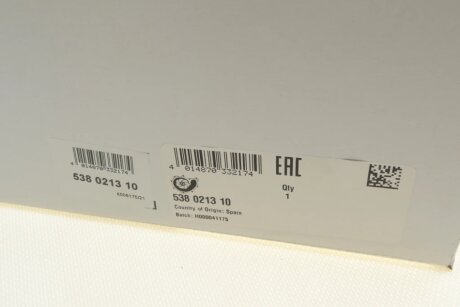 4 014870 332174
538 0213 10
4 014870 332174
538 0213 10
Country of Origin: Spain
Batch: H000041175
EAC
Qty
1